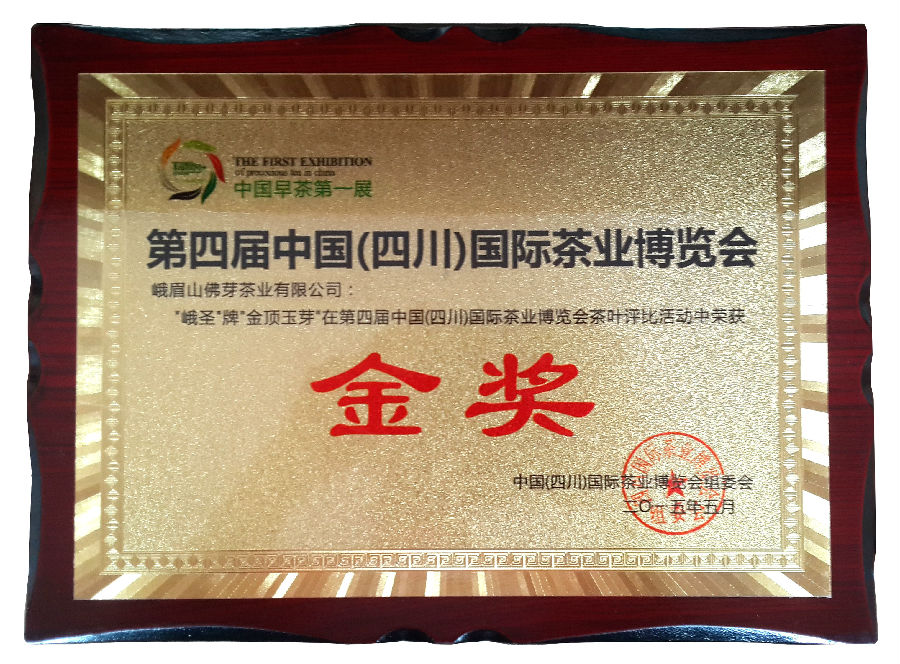 THE FIRST EXHIBITION
of precocious tea in china
中国早茶第一展
第四届中国(四川)国际茶业博览会
峨眉山佛芽茶业有限公司：
"峨圣"牌"金顶玉芽"在第四届中国(四川)国际茶业博览会茶叶评比活动中荣获
金奖
中国(四川)国际茶业博览会组委会
二O一五年五月